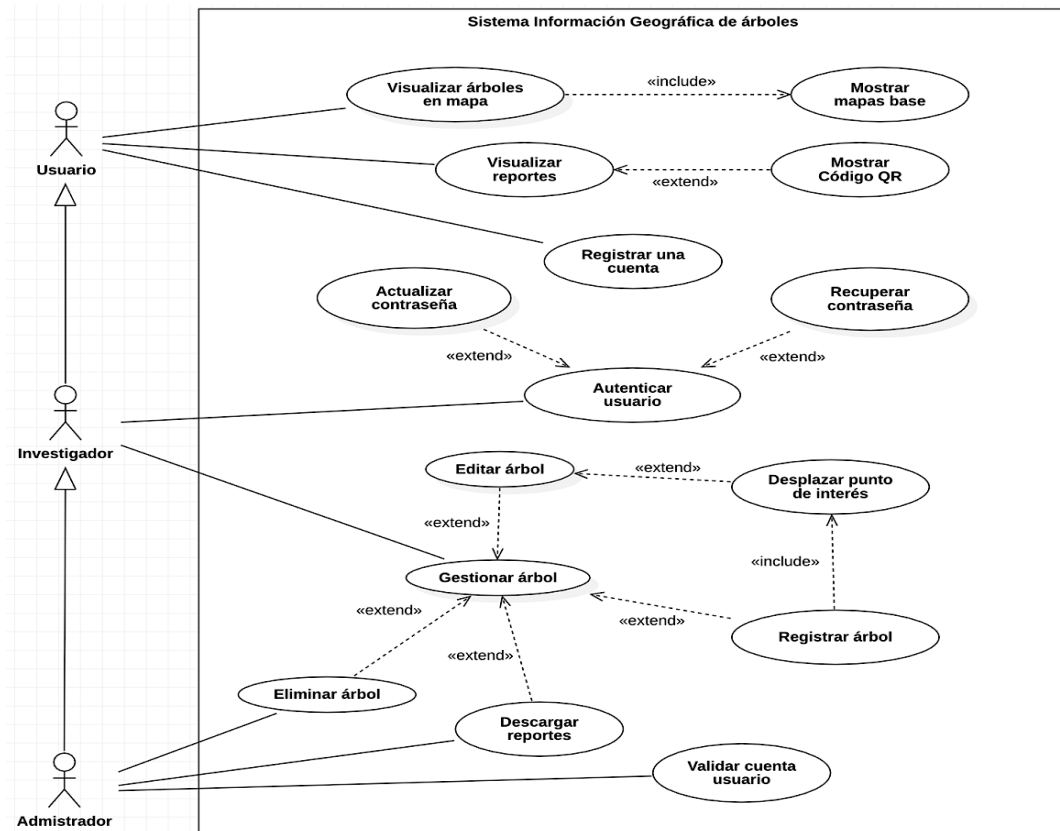 Sistema Información Geográfica de árboles
Visualizar árboles
en mapa
«include»
Mostrar
mapas base
Usuario
Visualizar
reportes
«extend»
Mostrar
Código QR
Registrar una
cuenta
Actualizar
contraseña
Recuperar
contraseña
«extend»
«extend»
Autenticar
usuario
Investigador
Editar árbol
«extend»
Desplazar punto
de interés
«extend»
«include»
Gestionar árbol
«extend»
«extend»
Registrar árbol
«extend»
Eliminar árbol
Descargar
reportes
Validar cuenta
usuario
Admistrador